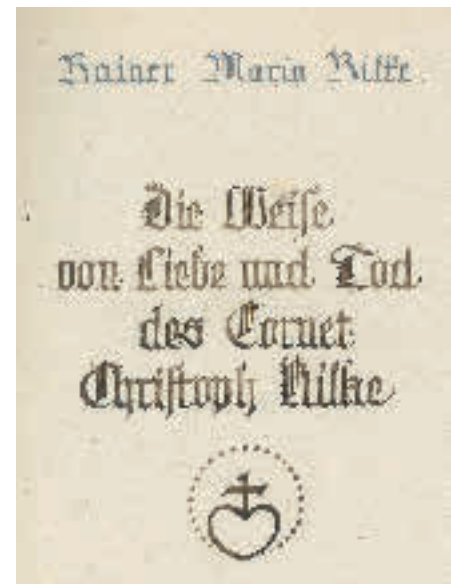 Rainer Maria Rilke
Die Weise
von Liebe und Tod
des Cornet
Christoph Rilke